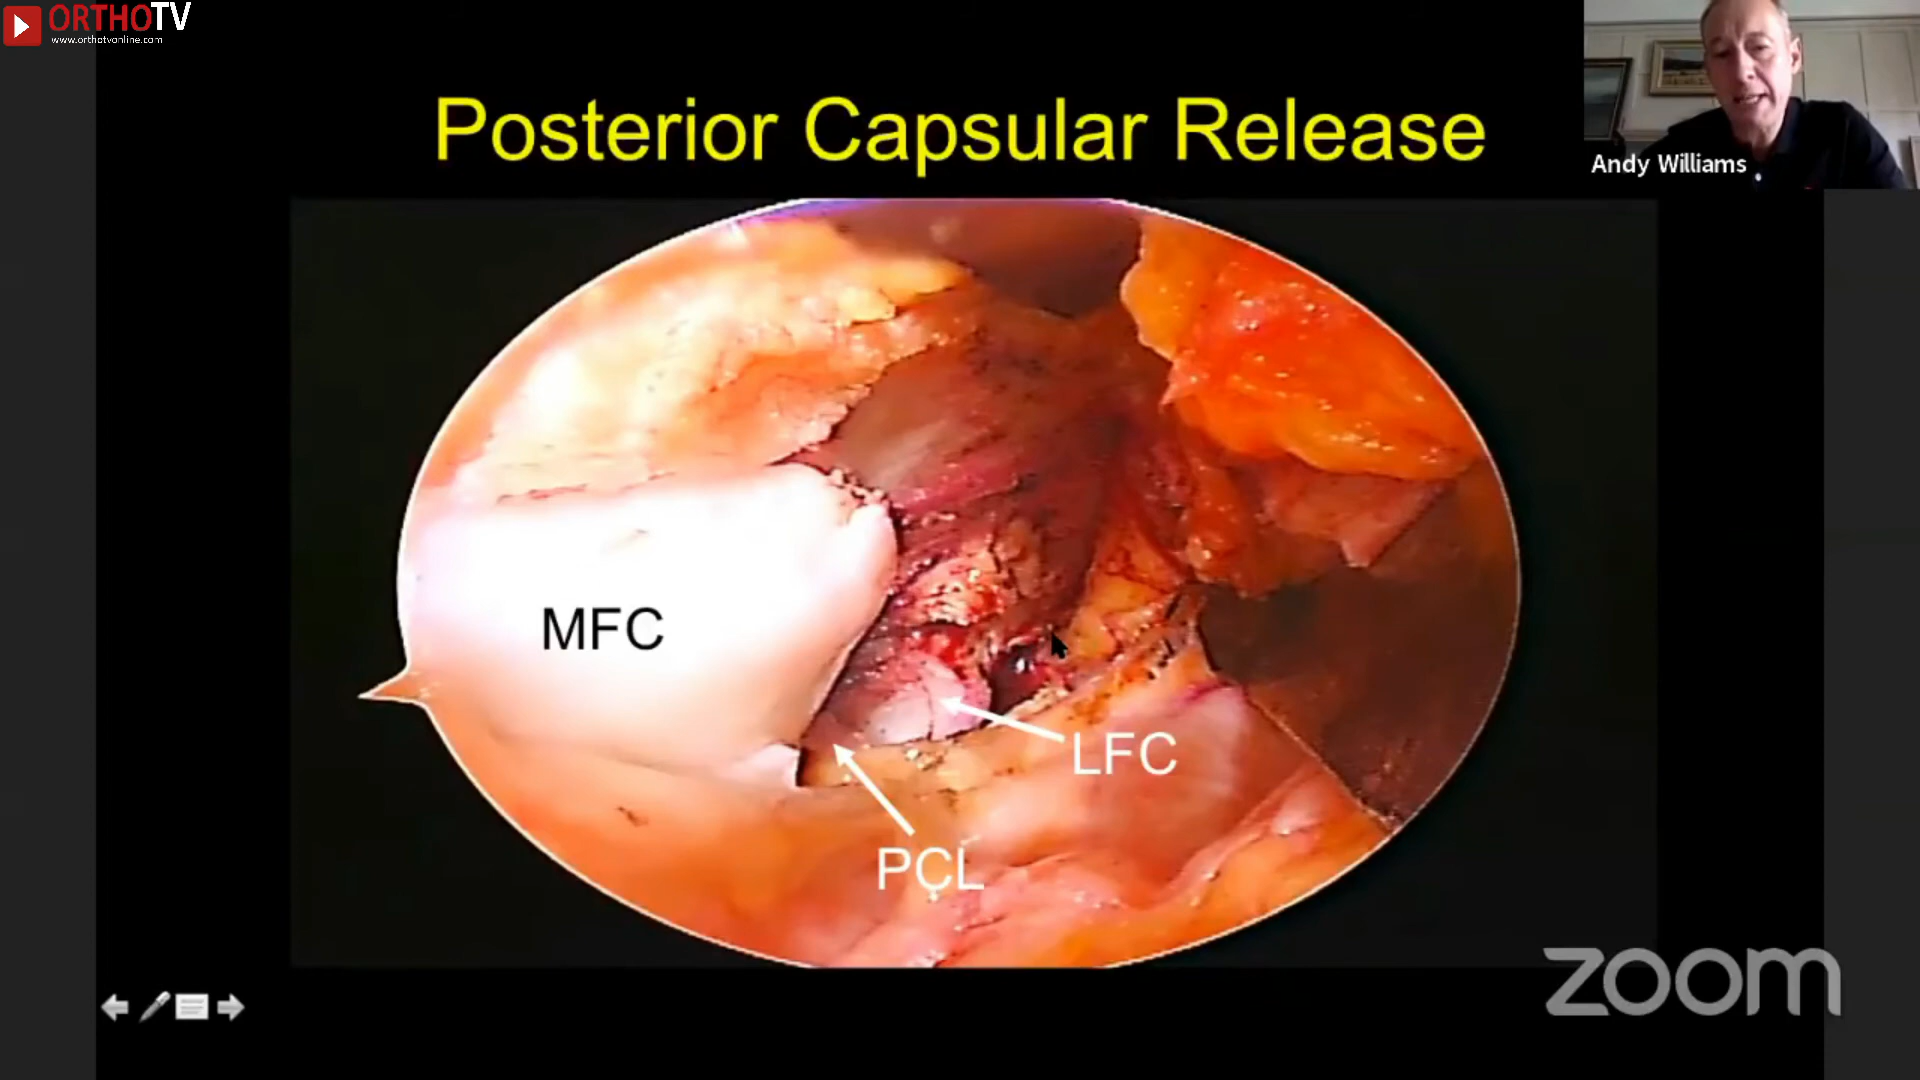 ORTHOTV
www.orthotvonline.com
Posterior Capsular Release
Andy Williams
MFC
LFC
PCL
zoom